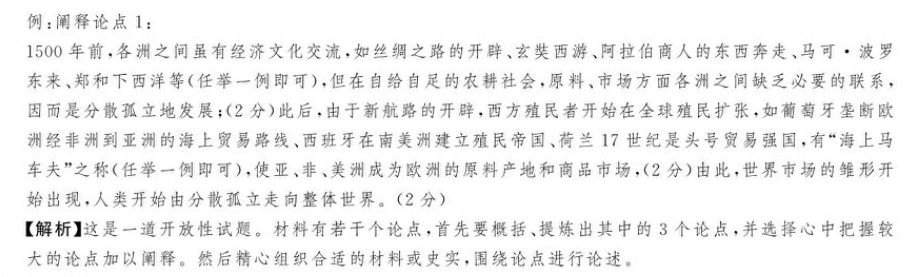 例:阐释论点1:
1500年前,各洲之间虽有经济文化交流,如丝绸之路的开辟、玄奘西游、阿拉伯商人的东西奔走、马可·波罗
东来、郑和下西洋等(任举一例即可),但在自给自足的农耕社会,原料、市场方面各洲之间缺乏必要的联系,
因而是分散孤立地发展;(2分)此后,由于新航路的开辟,西方殖民者开始在全球殖民扩张,如葡萄牙垄断欧
洲经非洲到亚洲的海上贸易路线、西班牙在南美洲建立殖民帝国、荷兰17世纪是头号贸易强国,有“海上马
车夫”之称(任举一例即可),使亚、非、美洲成为欧洲的原料产地和商品市场,(2分)由此,世界市场的雏形开
始出现,人类开始由分散孤立走向整体世界。(2分)
【解析】这是一道开放性试题。材料有若干个论点,首先要概括、提炼出其中的3个论点,并选择心中把握较
大的论点加以阐释。然后精心组织合适的材料或史实,围绕论点进行论述。